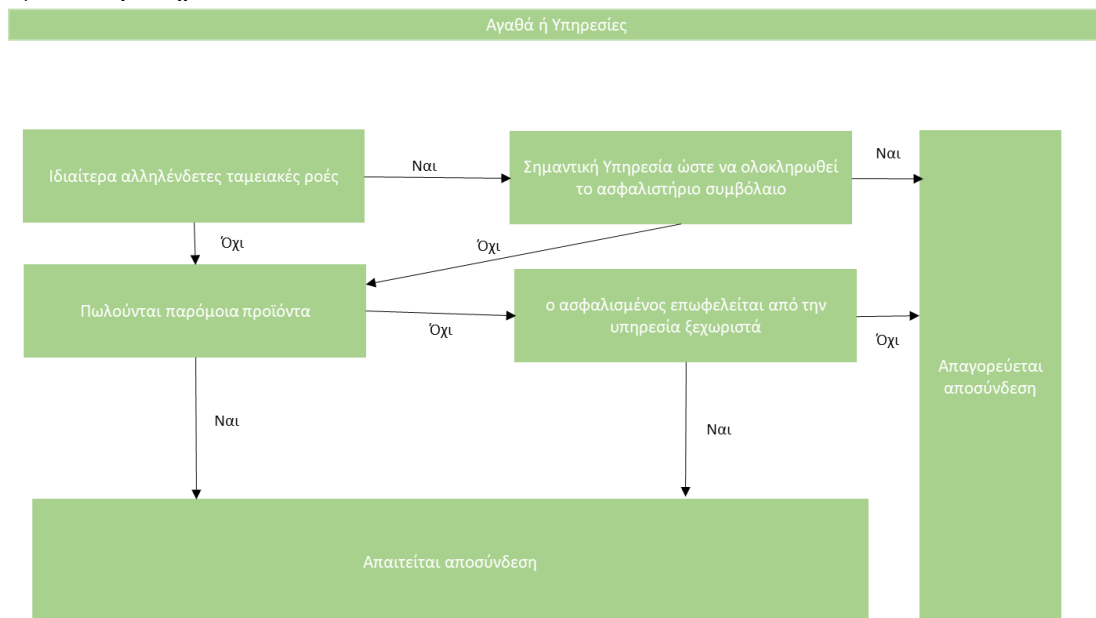 Αγαθά ή Υπηρεσίες
Ιδιαίτερα αλληλένδετες ταμειακές ροές
Ναι
Σημαντική Υπηρεσία ώστε να ολοκληρωθεί
το ασφαλιστήριο συμβόλαιο
Ναι
Όχι
Όχι
Πωλούνται παρόμοια προϊόντα
Όχι
ο ασφαλισμένος επωφελείται από την
υπηρεσία ξεχωριστά
Όχι
Απαγορεύεται
αποσύνδεση
Ναι
Ναι
Απαιτείται αποσύνδεση